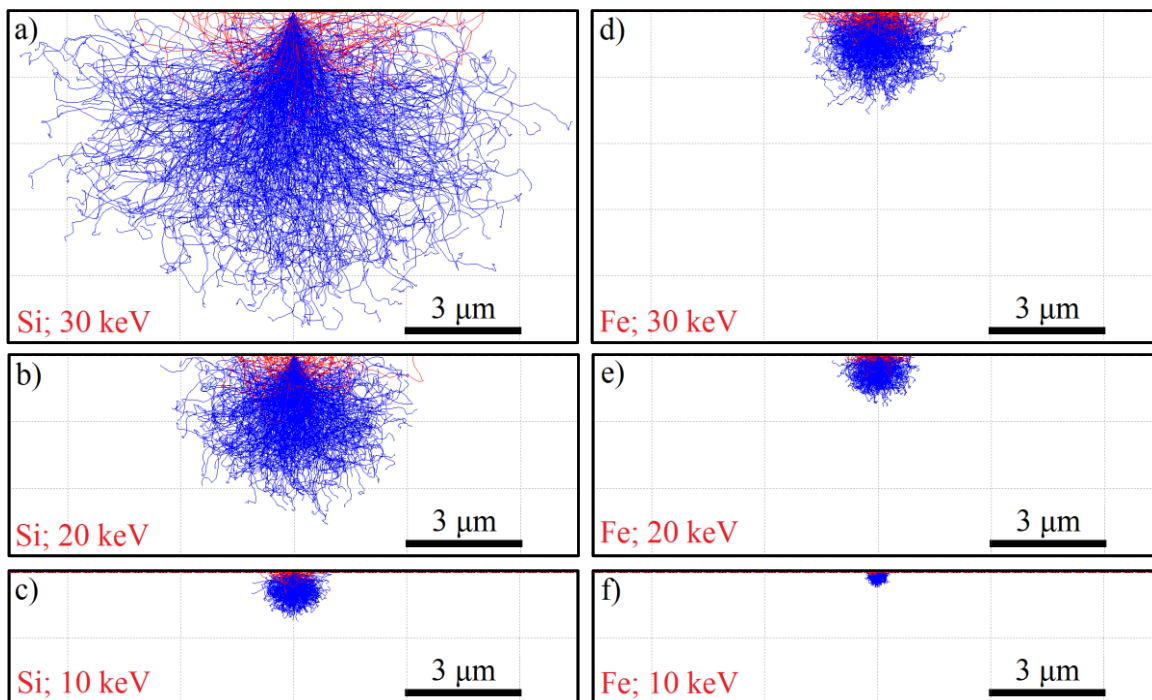 a)
3 μm
Si; 30 keV
b)
3 μm
Si; 20 keV
c)
3 μm
Si; 10 keV
d)
3 μm
Fe; 30 keV
e)
3 μm
Fe; 20 keV
f)
3 μm
Fe; 10 keV